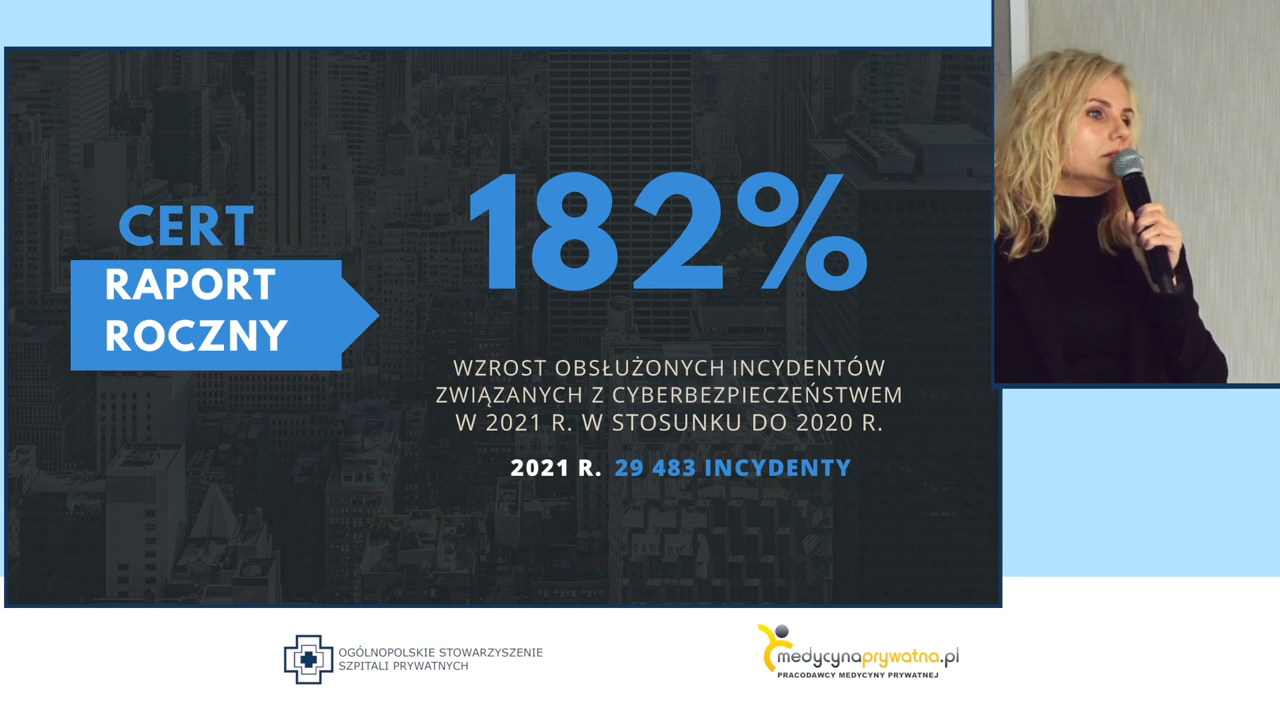 CERT
RAPORT
ROCZNY
182%
WZROST OBSŁUŻONYCH INCYDENTÓW
ZWIĄZANYCH Z CYBERBEZPIECZEŃSTWEM
W 2021 R. W STOSUNKU DO 2020 R.
2021 R. 29 483 INCYDENTY
OGÓLNOPOLSKIE STOWARZYSZENIE
SZPITALI PRYWATNYCH
medycynaprywatna.pl
PRACODAWCY MEDYCYNY PRYWATNEJ